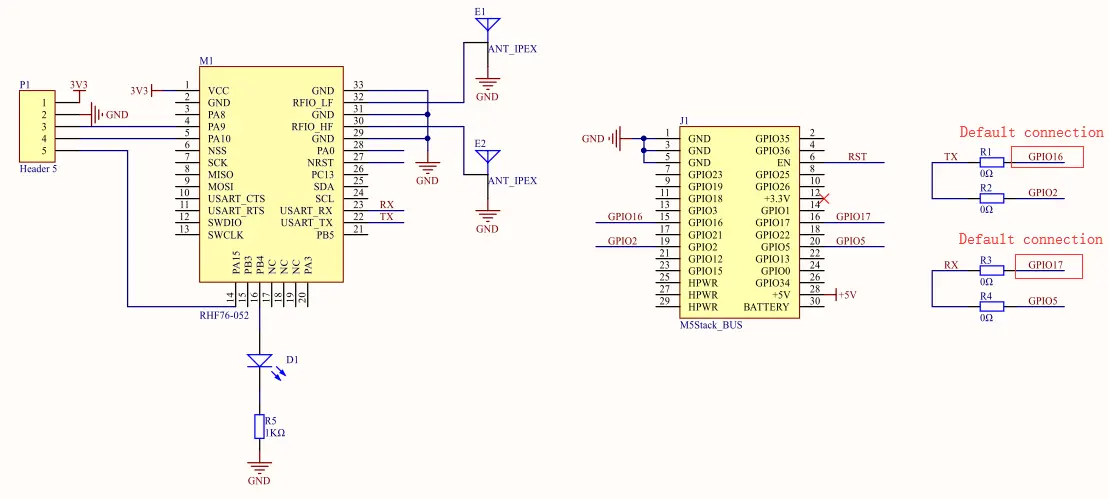 E1
ANT_IPEX
GND
M1
3V3
1 VCC GND 33
2 GND RFIO_LF 32
3 PA8 GND 31
4 PA9 RFIO_HF 30
5 PA10 GND 29
6 NSS PA0 28
7 SCK NRST 27
8 MISO PC13 26
9 MOSI SDA 25
10 USART_CTS SCL 24
11 USART_RTS USART_RX 23 RX
12 SWDIO USART_TX 22 TX
13 SWCLK PB5 21
PA15 PB3 PB4 NC NC NC PA3
14 15 16 17 18 19 20
RHF76-052
P1
3V3
1
2 GND
3
4
5
Header 5
GND
E2
ANT_IPEX
GND
D1
R5
1KΩ
GND
J1
GND
1 GND GPIO35 2
3 GND GPIO36 4
5 GND EN 6 RST
7 GPIO23 GPIO25 8
9 GPIO19 GPIO26 10
11 GPIO18 +3.3V 12
13 GPIO3 GPIO1 14
GPIO16 15 GPIO16 GPIO17 16 GPIO17
17 GPIO21 GPIO22 18
GPIO2 19 GPIO2 GPIO5 20 GPIO5
21 GPIO12 GPIO13 22
23 GPIO15 GPIO0 24
25 HPWR GPIO34 26
27 HPWR +5V 28 +5V
29 HPWR BATTERY 30
M5Stack_BUS
Default connection
TX R1 GPIO16
0Ω
R2 GPIO2
0Ω
Default connection
RX R3 GPIO17
0Ω
R4 GPIO5
0Ω